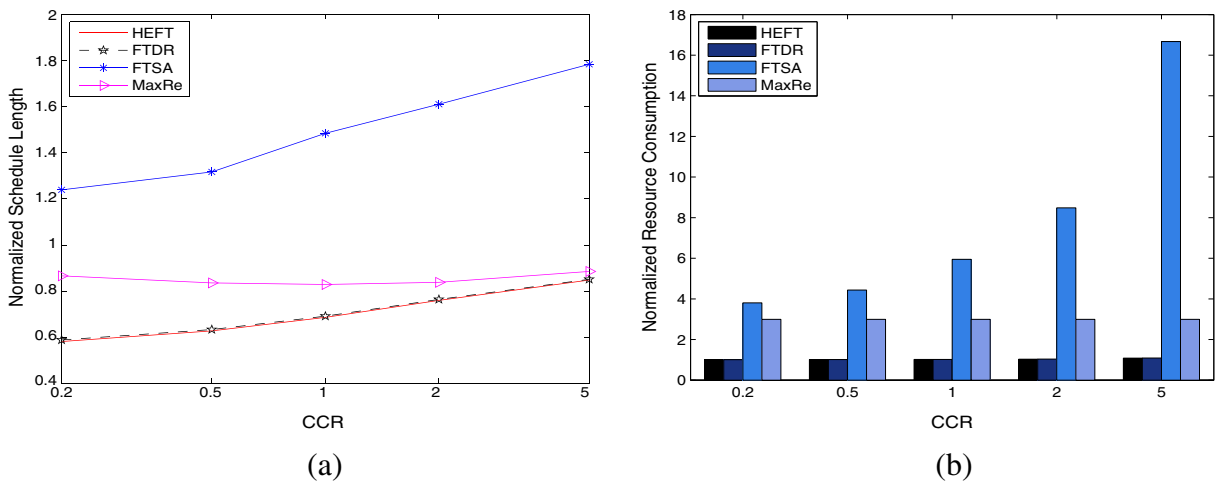 2
1.8
1.6
1.4
1.2
1
0.8
0.6
0.4
Normalized Schedule Length
HEFT
FTDR
FTSA
MaxRe
0.2 0.5 1 2 5
CCR
(a)
18
16
14
12
10
8
6
4
2
0
Normalized Resource Consumption
HEFT
FTDR
FTSA
MaxRe
0.2 0.5 1 2 5
CCR
(b)